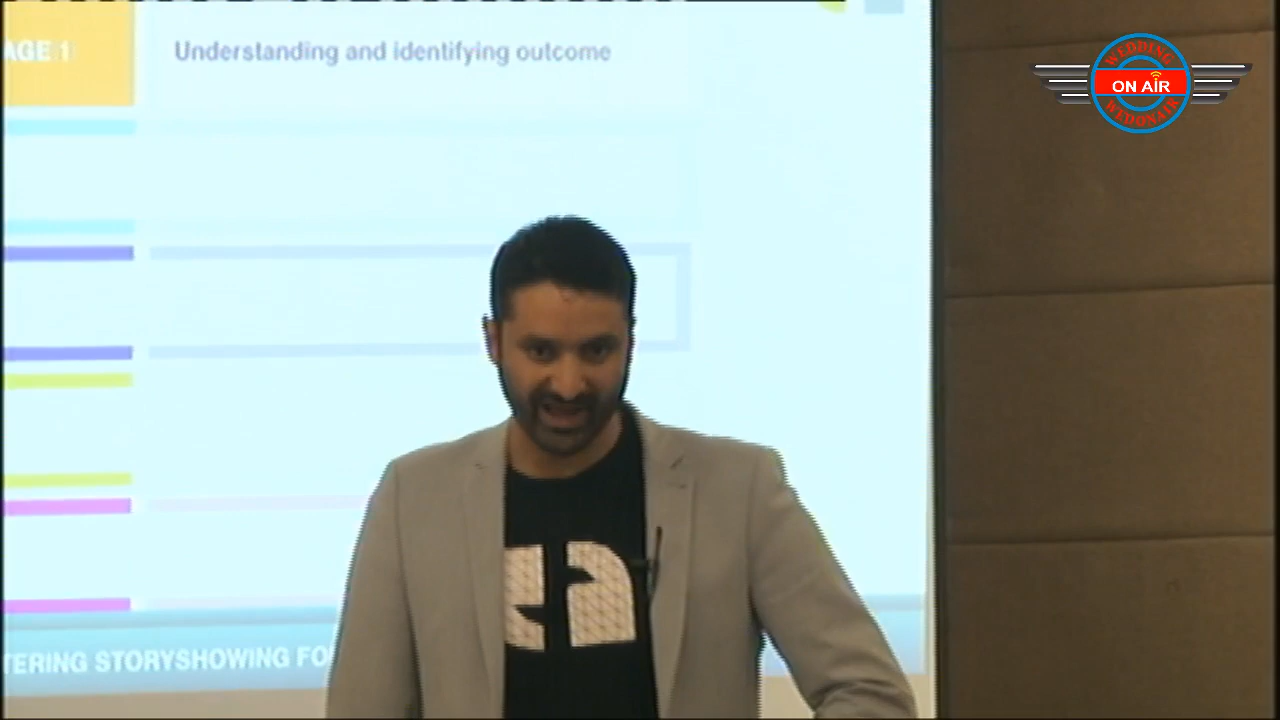 AGE 1
Understanding and identifying outcome
WEDDING
ON AIR
WEDONAIR
TERING STORYSHOWING FO